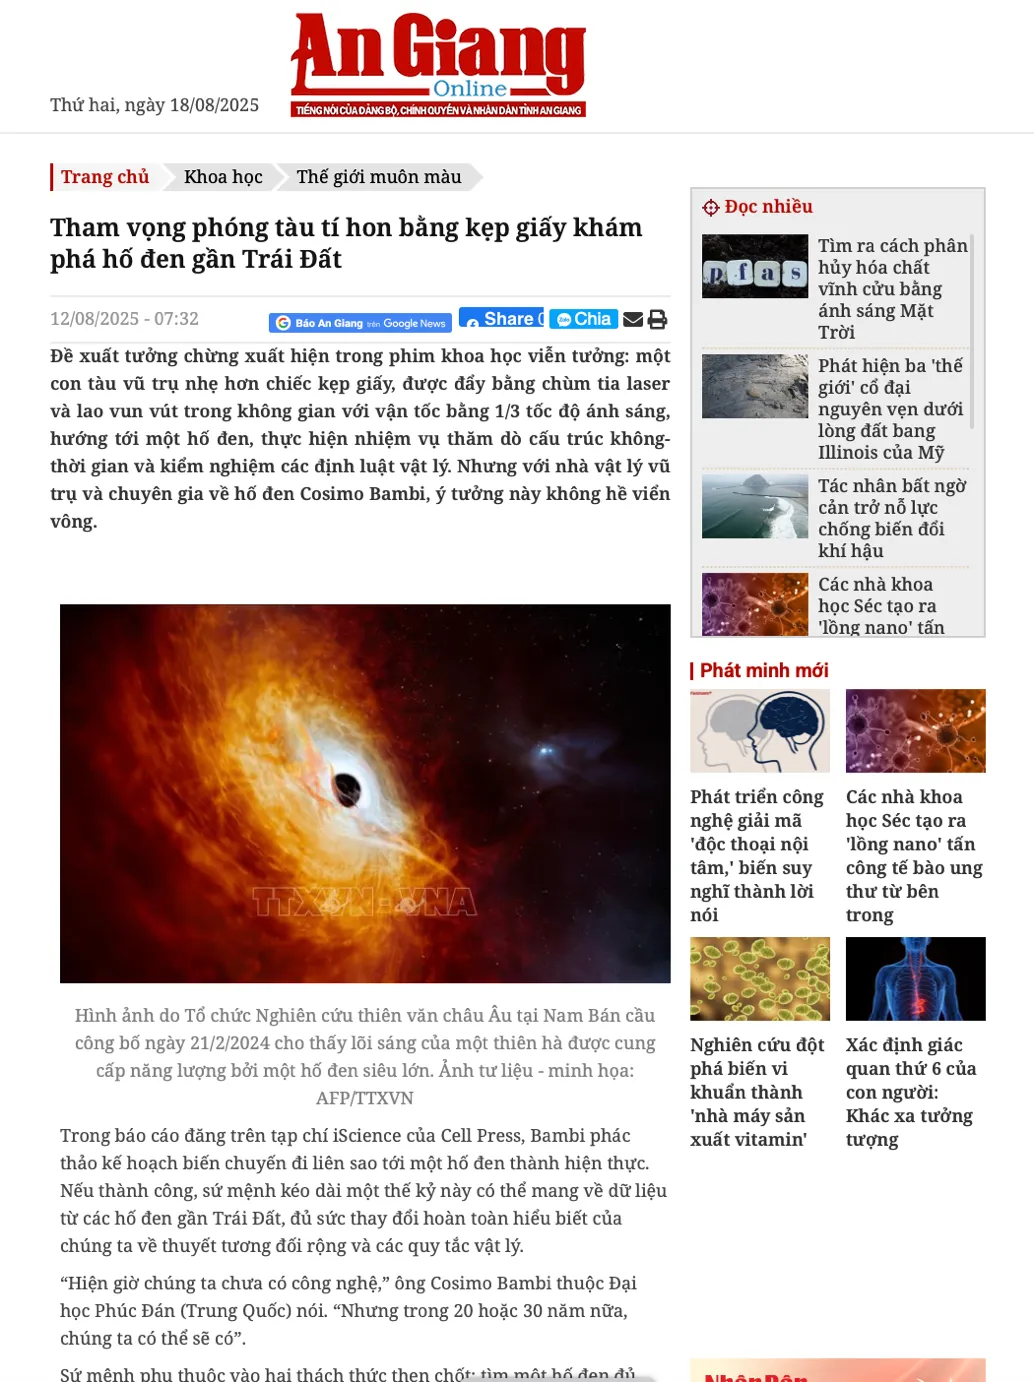 An Giang
Online
TIẾNG NÓI CỦA ĐẢNG BỘ, CHÍNH QUYỀN VÀ NHÂN DÂN TỈNH AN GIANG
Thứ hai, ngày 18/08/2025
Trang chủ
Khoa học
Thế giới muôn màu
Tham vọng phóng tàu tí hon bằng kẹp giấy khám
phá hố đen gần Trái Đất
12/08/2025 - 07:32
Báo An Giang trên Google News
Share
Chia
Đề xuất tưởng chừng xuất hiện trong phim khoa học viễn tưởng: một
con tàu vũ trụ nhẹ hơn chiếc kẹp giấy, được đẩy bằng chùm tia laser
và lao vun vút trong không gian với vận tốc bằng 1/3 tốc độ ánh sáng,
hướng tới một hố đen, thực hiện nhiệm vụ thăm dò cấu trúc không-
thời gian và kiểm nghiệm các định luật vật lý. Nhưng với nhà vật lý vũ
trụ và chuyên gia về hố đen Cosimo Bambi, ý tưởng này không hề viển
vông.
TTXVN-VNA
Hình ảnh do Tổ chức Nghiên cứu thiên văn châu Âu tại Nam Bán cầu
công bố ngày 21/2/2024 cho thấy lõi sáng của một thiên hà được cung
cấp năng lượng bởi một hố đen siêu lớn. Ảnh tư liệu - minh họa:
AFP/TTXVN
Trong báo cáo đăng trên tạp chí iScience của Cell Press, Bambi phác
thảo kế hoạch biến chuyến đi liên sao tới một hố đen thành hiện thực.
Nếu thành công, sứ mệnh kéo dài một thế kỷ này có thể mang về dữ liệu
từ các hố đen gần Trái Đất, đủ sức thay đổi hoàn toàn hiểu biết của
chúng ta về thuyết tương đối rộng và các quy tắc vật lý.
“Hiện giờ chúng ta chưa có công nghệ,” ông Cosimo Bambi thuộc Đại
học Phúc Đán (Trung Quốc) nói. “Nhưng trong 20 hoặc 30 năm nữa,
chúng ta có thể sẽ có”.
Sứ mệnh phụ thuộc vào hai thách thức then chốt: tìm một hố đen đủ
Đọc nhiều
pfas
Tìm ra cách phân
hủy hóa chất
vĩnh cửu bằng
ánh sáng Mặt
Trời
Phát hiện ba 'thế
giới' cổ đại
nguyên vẹn dưới
lòng đất bang
Illinois của Mỹ
Tác nhân bất ngờ
cản trở nỗ lực
chống biến đổi
khí hậu
Các nhà khoa
học Séc tạo ra
'lồng nano' tấn
Phát minh mới
Phát triển công
nghệ giải mã
'độc thoại nội
tâm,' biến suy
nghĩ thành lời
nói
Các nhà khoa
học Séc tạo ra
'lồng nano' tấn
công tế bào ung
thư từ bên
trong
Nghiên cứu đột
phá biến vi
khuẩn thành
'nhà máy sản
xuất vitamin'
Xác định giác
quan thứ 6 của
con người:
Khác xa tưởng
tượng